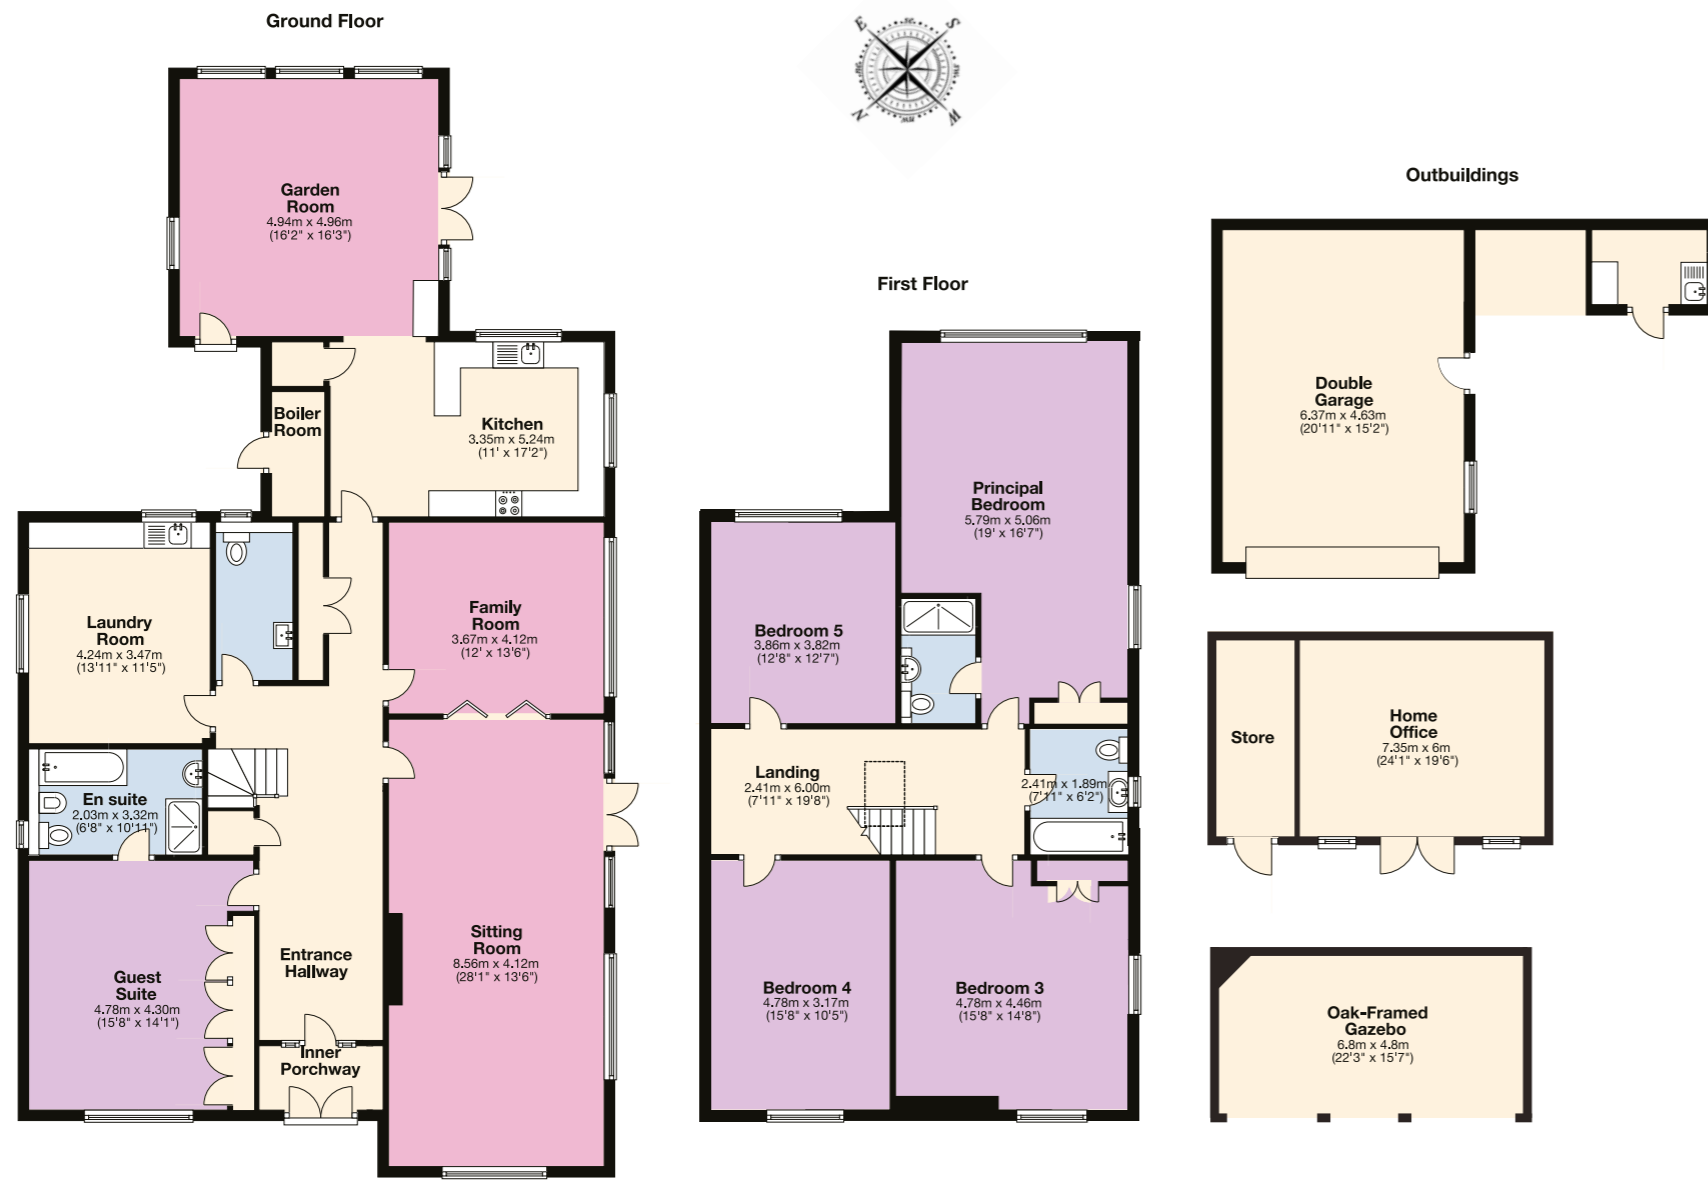 Ground Floor
Garden
Room
4.94m x 4.96m
(16'2" x 16'3")
Boiler
Room
Kitchen
3.35m x 5.24m
(11' x 17'2")
Laundry
Room
4.24m x 3.47m
(13'11" x 11'5")
Family
Room
3.67m x 4.12m
(12' x 13'6")
En suite
2.03m x 3.32m
(6'8" x 10'11")
Sitting
Room
8.56m x 4.12m
(28'1" x 13'6")
Entrance
Hallway
Guest
Suite
4.78m x 4.30m
(15'8" x 14'1")
Inner
Porchway
E
S
N
W
First Floor
Principal
Bedroom
5.79m x 5.06m
(19' x 16'7")
Bedroom 5
3.86m x 3.82m
(12'8" x 12'7")
Landing
2.41m x 6.00m
(7'11" x 19'8")
2.41m x 1.89m
(7'11" x 6'2")
Bedroom 4
4.78m x 3.17m
(15'8" x 10'5")
Bedroom 3
4.78m x 4.46m
(15'8" x 14'8")
Outbuildings
Double
Garage
6.37m x 4.63m
(20'11" x 15'2")
Store
Home
Office
7.35m x 6m
(24'1" x 19'6")
Oak-Framed
Gazebo
6.8m x 4.8m
(22'3" x 15'7")